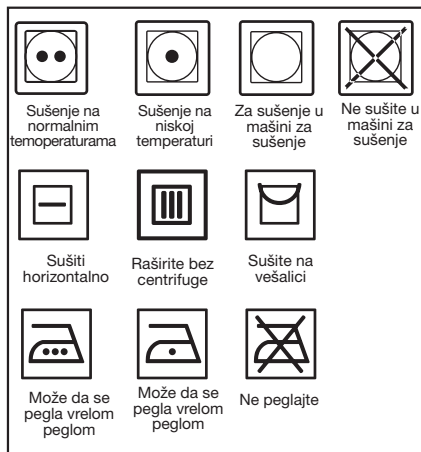 Sušenje na
normalnim
temoperaturama
Sušenje na
niskoj
temperaturi
Za sušenje u
mašini za
sušenje
Ne sušite u
mašini za
sušenje
Sušiti
horizontalno
Raširite bez
centrifuge
Sušite na
vešalici
Može da se
pegla vrelom
peglom
Može da se
pegla vrelom
peglom
Ne peglajte